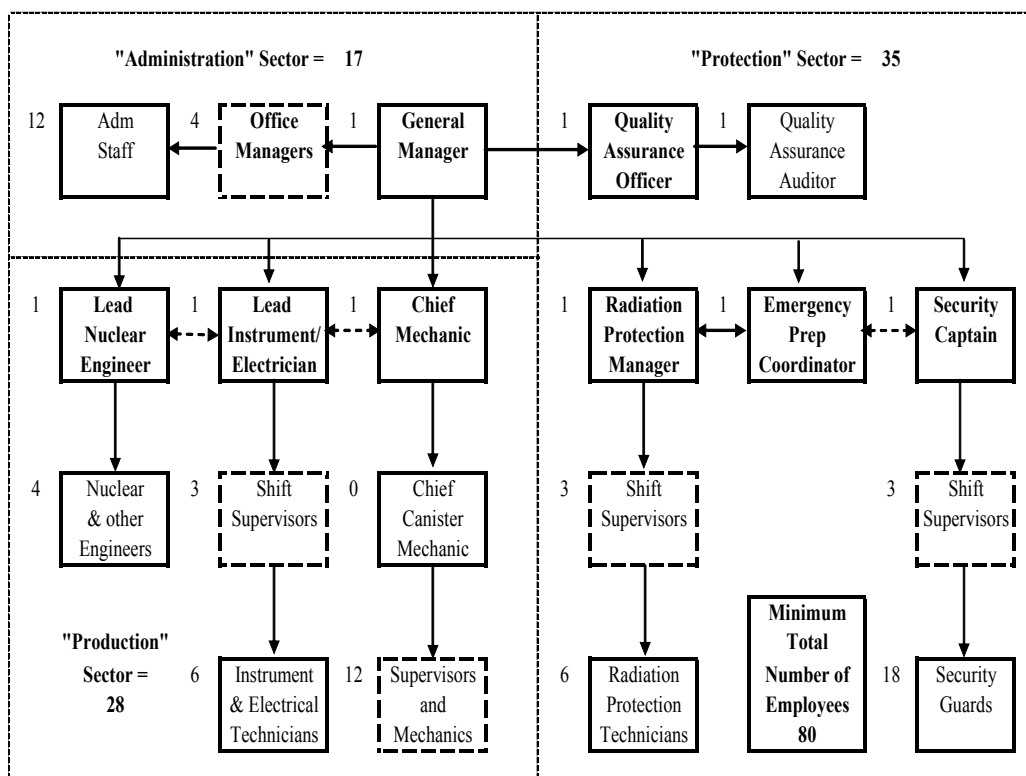 "Administration" Sector = 17
"Protection" Sector = 35
12
Adm
Staff
4
Office
Managers
1
General
Manager
1
Quality
Assurance
Officer
1
Quality
Assurance
Auditor
1
Lead
Nuclear
Engineer
1
Lead
Instrument/
Electrician
1
Chief
Mechanic
1
Radiation
Protection
Manager
1
Emergency
Prep
Coordinator
1
Security
Captain
4
Nuclear
& other
Engineers
3
Shift
Supervisors
0
Chief
Canister
Mechanic
3
Shift
Supervisors
3
Shift
Supervisors
"Production"
Sector =
28
6
Instrument
& Electrical
Technicians
12
Supervisors
and
Mechanics
6
Radiation
Protection
Technicians
Minimum
Total
Number of
Employees
80
18
Security
Guards